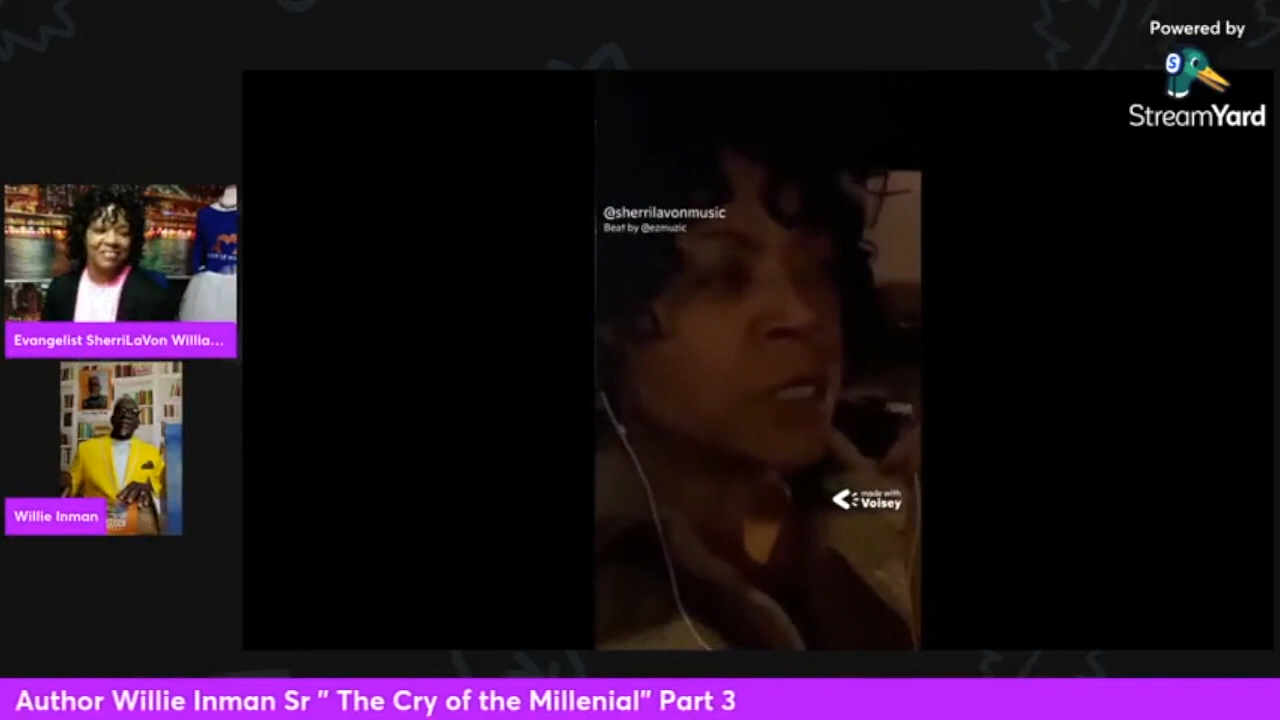 Powered by
StreamYard
@sherrilavonmusic
Beat by @ezmuzic
Evangelist SherriLaVon Willia...
made with
Voisey
Willie Inman
Author Willie Inman Sr " The Cry of the Millenial" Part 3